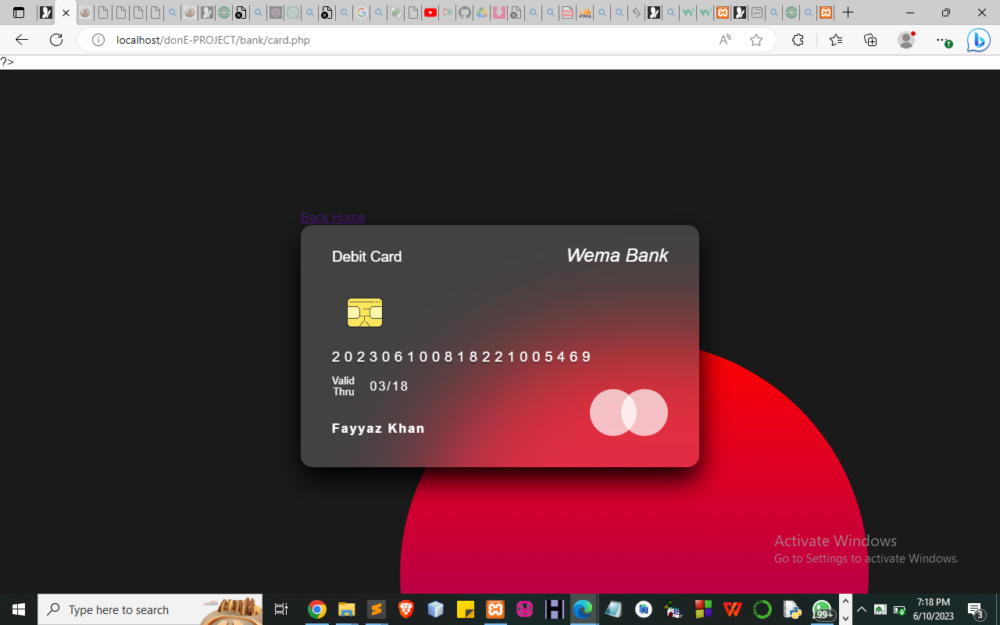 localhost/donE-PROJECT/bank/card.php
?>
Back Home
Debit Card
Wema Bank
202306100818221005469
Valid
Thru
03/18
Fayyaz Khan
Activate Windows
Go to Settings to activate Windows.
Type here to search
99+
7:18 PM
6/10/2023
3